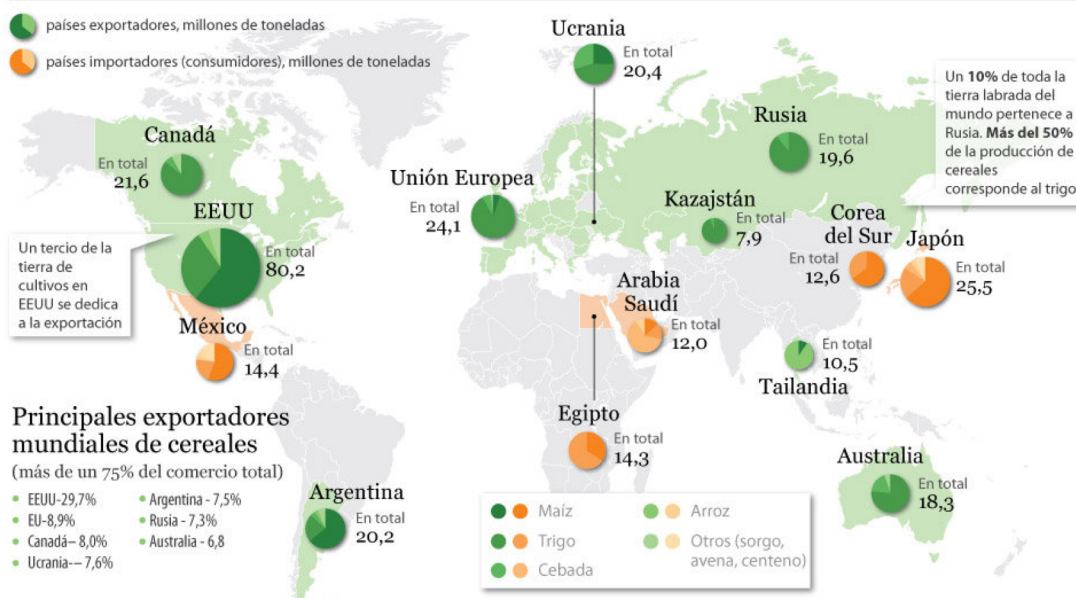 países exportadores, millones de toneladas
países importadores (consumidores), millones de toneladas
Ucrania
En total
20,4
Un 10% de toda la
tierra labrada del
mundo pertenece a
Rusia. Más del 50%
de la producción de
cereales
corresponde al trigo
Rusia
En total
19,6
Canadá
En total
21,6
Unión Europea
En total
24,1
Kazajstán
En total
7,9
Corea
del Sur
12,6
Japón
En total
25,5
EEUU
En total
80,2
Un tercio de la
tierra de
cultivos en
EEUU se dedica
a la exportación
Arabia
Saudí
En total
12,0
México
En total
14,4
En total
10,5
Tailandia
Egipto
En total
14,3
Australia
En total
18,3
Argentina
En total
20,2
Principales exportadores
mundiales de cereales
(más de un 75% del comercio total)
EEUU-29,7%
EU-8,9%
Canadá– 8,0%
Ucrania-– 7,6%
Argentina - 7,5%
Rusia - 7,3%
Australia - 6,8
Maíz
Trigo
Cebada
Arroz
Otros (sorgo,
avena, centeno)